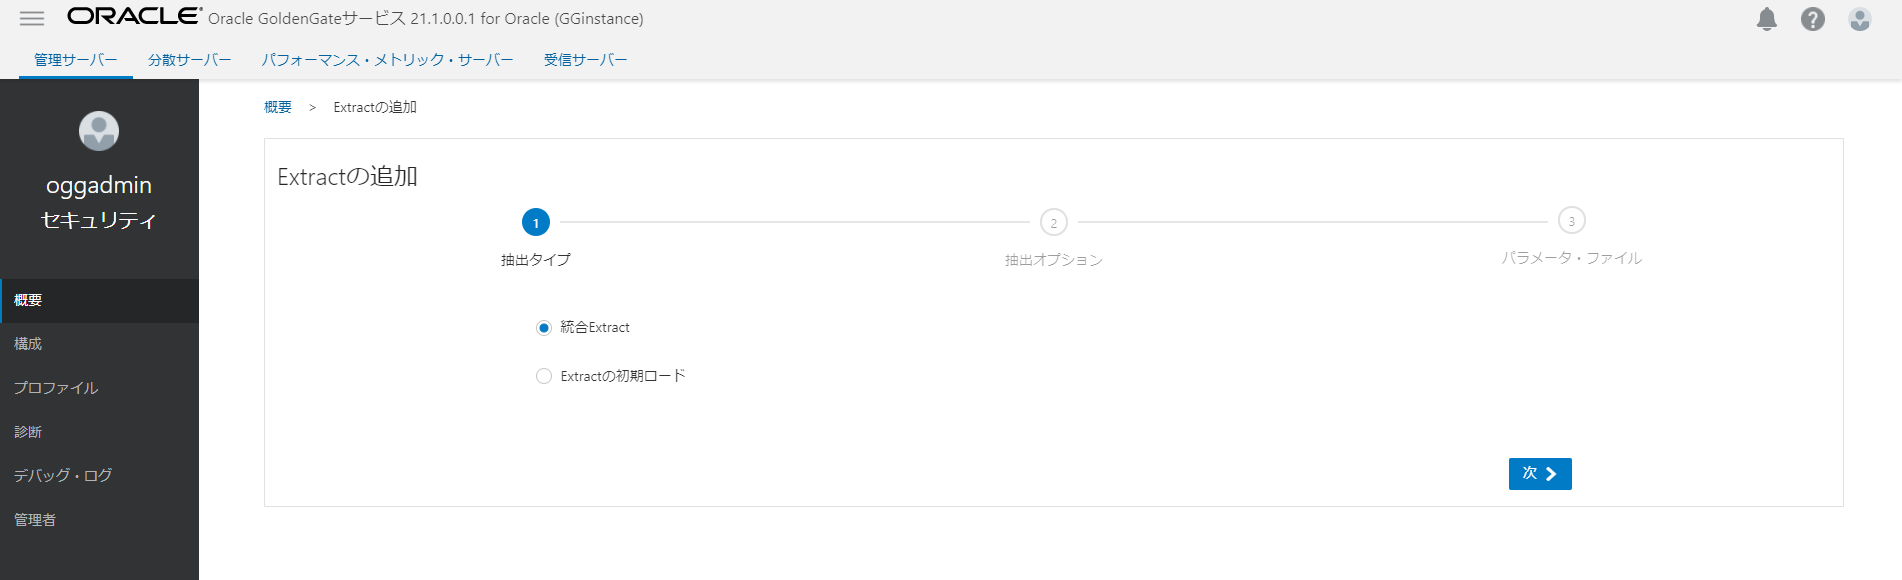 ORACLE Oracle GoldenGateサービス 21.1.0.0.1 for Oracle (GGinstance)
管理サーバー 分散サーバー パフォーマンス・メトリック・サーバー 受信サーバー
oggadmin
セキュリティ
概要
構成
プロファイル
診断
デバッグ・ログ
管理者
概要 > Extractの追加
Extractの追加
1 2 3
抽出タイプ 抽出オプション パラメータ・ファイル
統合Extract
Extractの初期ロード
次